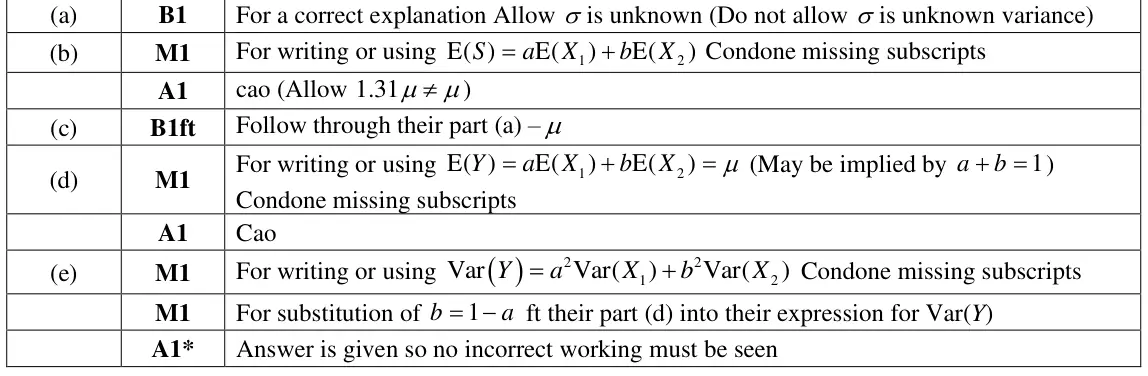 (a) B1 For a correct explanation Allow σ is unknown (Do not allow σ is unknown variance)
(b) M1 For writing or using E(S) = aE(X₁) + bE(X₂) Condone missing subscripts
A1 cao (Allow 1.31μ ≠ μ)
(c) B1ft Follow through their part (a) – μ
(d) M1 For writing or using E(Y) = aE(X₁) + bE(X₂) = μ (May be implied by a + b = 1)
Condone missing subscripts
A1 Cao
(e) M1 For writing or using Var(Y) = a²Var(X₁) + b²Var(X₂) Condone missing subscripts
M1 For substitution of b = 1 − a ft their part (d) into their expression for Var(Y)
A1* Answer is given so no incorrect working must be seen